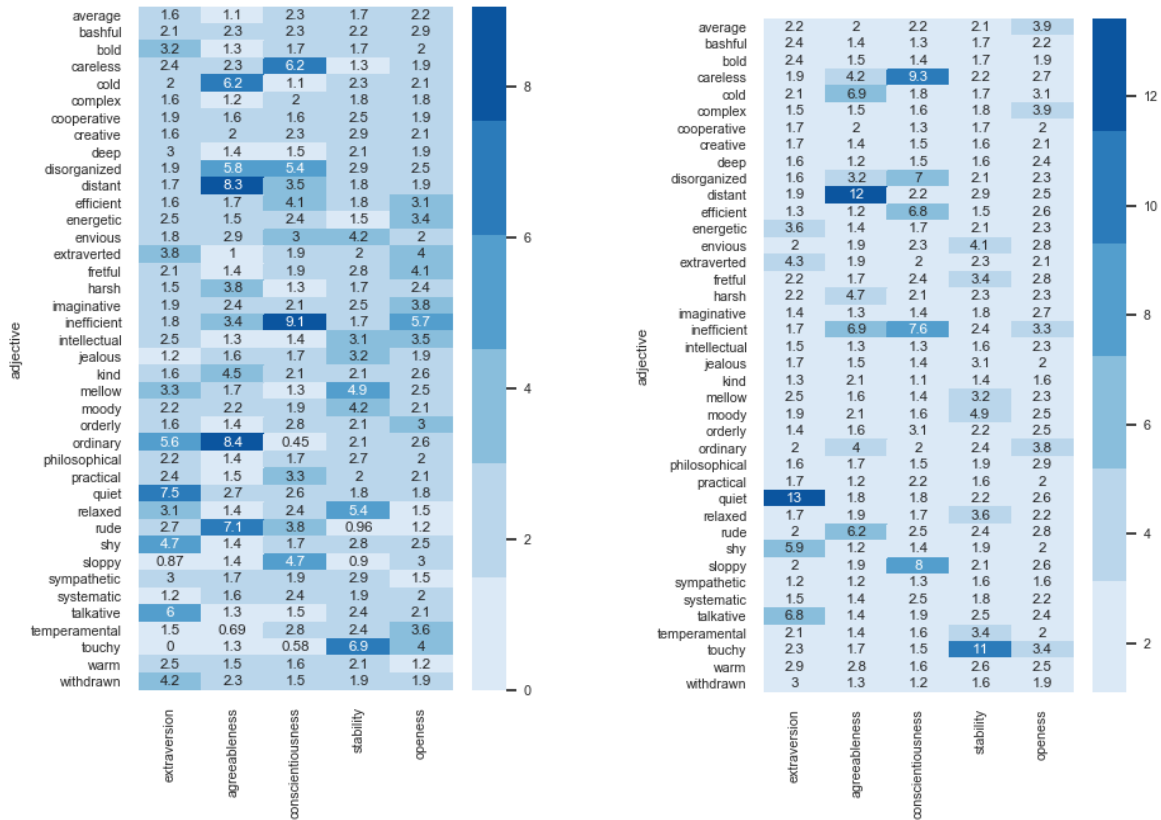 average 1.6 1.1 2.3 1.7 2.2
bashful 2.1 2.3 2.3 2.2 2.9
bold 3.2 1.3 1.7 1.7 2
careless 2.4 2.3 6.2 1.3 1.9
cold 2 6.2 1.1 2.3 2.1
complex 1.6 1.2 2 1.8 1.8
cooperative 1.9 1.6 1.6 2.5 1.9
creative 1.6 2 2.3 2.9 2.1
deep 3 1.4 1.5 2.1 1.9
disorganized 1.9 5.8 5.4 2.9 2.5
distant 1.7 8.3 3.5 1.8 1.9
efficient 1.6 1.7 4.1 1.8 3.1
energetic 2.5 1.5 2.4 1.5 3.4
envious 1.8 2.9 3 4.2 2
extraverted 3.8 1 1.9 2 4
fretful 2.1 1.4 1.9 2.8 4.1
harsh 1.5 3.8 1.3 1.7 2.4
imaginative 1.9 2.4 2.1 2.5 3.8
inefficient 1.8 3.4 9.1 1.7 5.7
intellectual 2.5 1.3 1.4 3.1 3.5
jealous 1.2 1.6 1.7 3.2 1.9
kind 1.6 4.5 2.1 2.1 2.6
mellow 3.3 1.7 1.3 4.9 2.5
moody 2.2 2.2 1.9 4.2 2.1
orderly 1.6 1.4 2.8 2.1 3
ordinary 5.6 8.4 0.45 2.1 2.6
philosophical 2.2 1.4 1.7 2.7 2
practical 2.4 1.5 3.3 2 2.1
quiet 7.5 2.7 2.6 1.8 1.8
relaxed 3.1 1.4 2.4 5.4 1.5
rude 2.7 7.1 3.8 0.96 1.2
shy 4.7 1.4 1.7 2.8 2.5
sloppy 0.87 1.4 4.7 0.9 3
sympathetic 3 1.7 1.9 2.9 1.5
systematic 1.2 1.6 2.4 1.9 2
talkative 6 1.3 1.5 2.4 2.1
temperamental 1.5 0.69 2.8 2.4 3.6
touchy 0 1.3 0.58 6.9 4
warm 2.5 1.5 1.6 2.1 1.2
withdrawn 4.2 2.3 1.5 1.9 1.9
adjective
extraversion
agreeableness
conscientiousness
stability
openess
8
6
4
2
0
average 2.2 2 2.2 2.1 3.9
bashful 2.4 1.4 1.3 1.7 2.2
bold 2.4 1.5 1.4 1.7 1.9
careless 1.9 4.2 9.3 2.2 2.7
cold 2.1 6.9 1.8 1.7 3.1
complex 1.5 1.5 1.6 1.8 3.9
cooperative 1.7 2 1.3 1.7 2
creative 1.7 1.4 1.5 1.6 2.1
deep 1.6 1.2 1.5 1.6 2.4
disorganized 1.6 3.2 7 2.1 2.3
distant 1.9 12 2.2 2.9 2.5
efficient 1.3 1.2 6.8 1.5 2.6
energetic 3.6 1.4 1.7 2.1 2.3
envious 2 1.9 2.3 4.1 2.8
extraverted 4.3 1.9 2 2.3 2.1
fretful 2.2 1.7 2.4 3.4 2.8
harsh 2.2 4.7 2.1 2.3 2.3
imaginative 1.4 1.3 1.4 1.8 2.7
inefficient 1.7 6.9 7.6 2.4 3.3
intellectual 1.5 1.3 1.3 1.6 2.3
jealous 1.7 1.5 1.4 3.1 2
kind 1.3 2.1 1.1 1.4 1.6
mellow 2.5 1.6 1.4 3.2 2.3
moody 1.9 2.1 1.6 4.9 2.5
orderly 1.4 1.6 3.1 2.2 2.5
ordinary 2 4 2 2.4 3.8
philosophical 1.6 1.7 1.5 1.9 2.9
practical 1.7 1.2 2.2 1.6 2
quiet 13 1.8 1.8 2.2 2.6
relaxed 1.7 1.9 1.7 3.6 2.2
rude 2 6.2 2.5 2.4 2.8
shy 5.9 1.2 1.4 1.9 2
sloppy 2 1.9 8 2.1 2.6
sympathetic 1.2 1.2 1.3 1.6 1.6
systematic 1.5 1.4 2.5 1.8 2.2
talkative 6.8 1.4 1.9 2.5 2.4
temperamental 2.1 1.4 1.6 3.4 2
touchy 2.3 1.7 1.5 11 3.4
warm 2.9 2.8 1.6 2.6 2.5
withdrawn 3 1.3 1.2 1.6 1.9
adjective
extraversion
agreeableness
conscientiousness
stability
openess
12
10
8
6
4
2